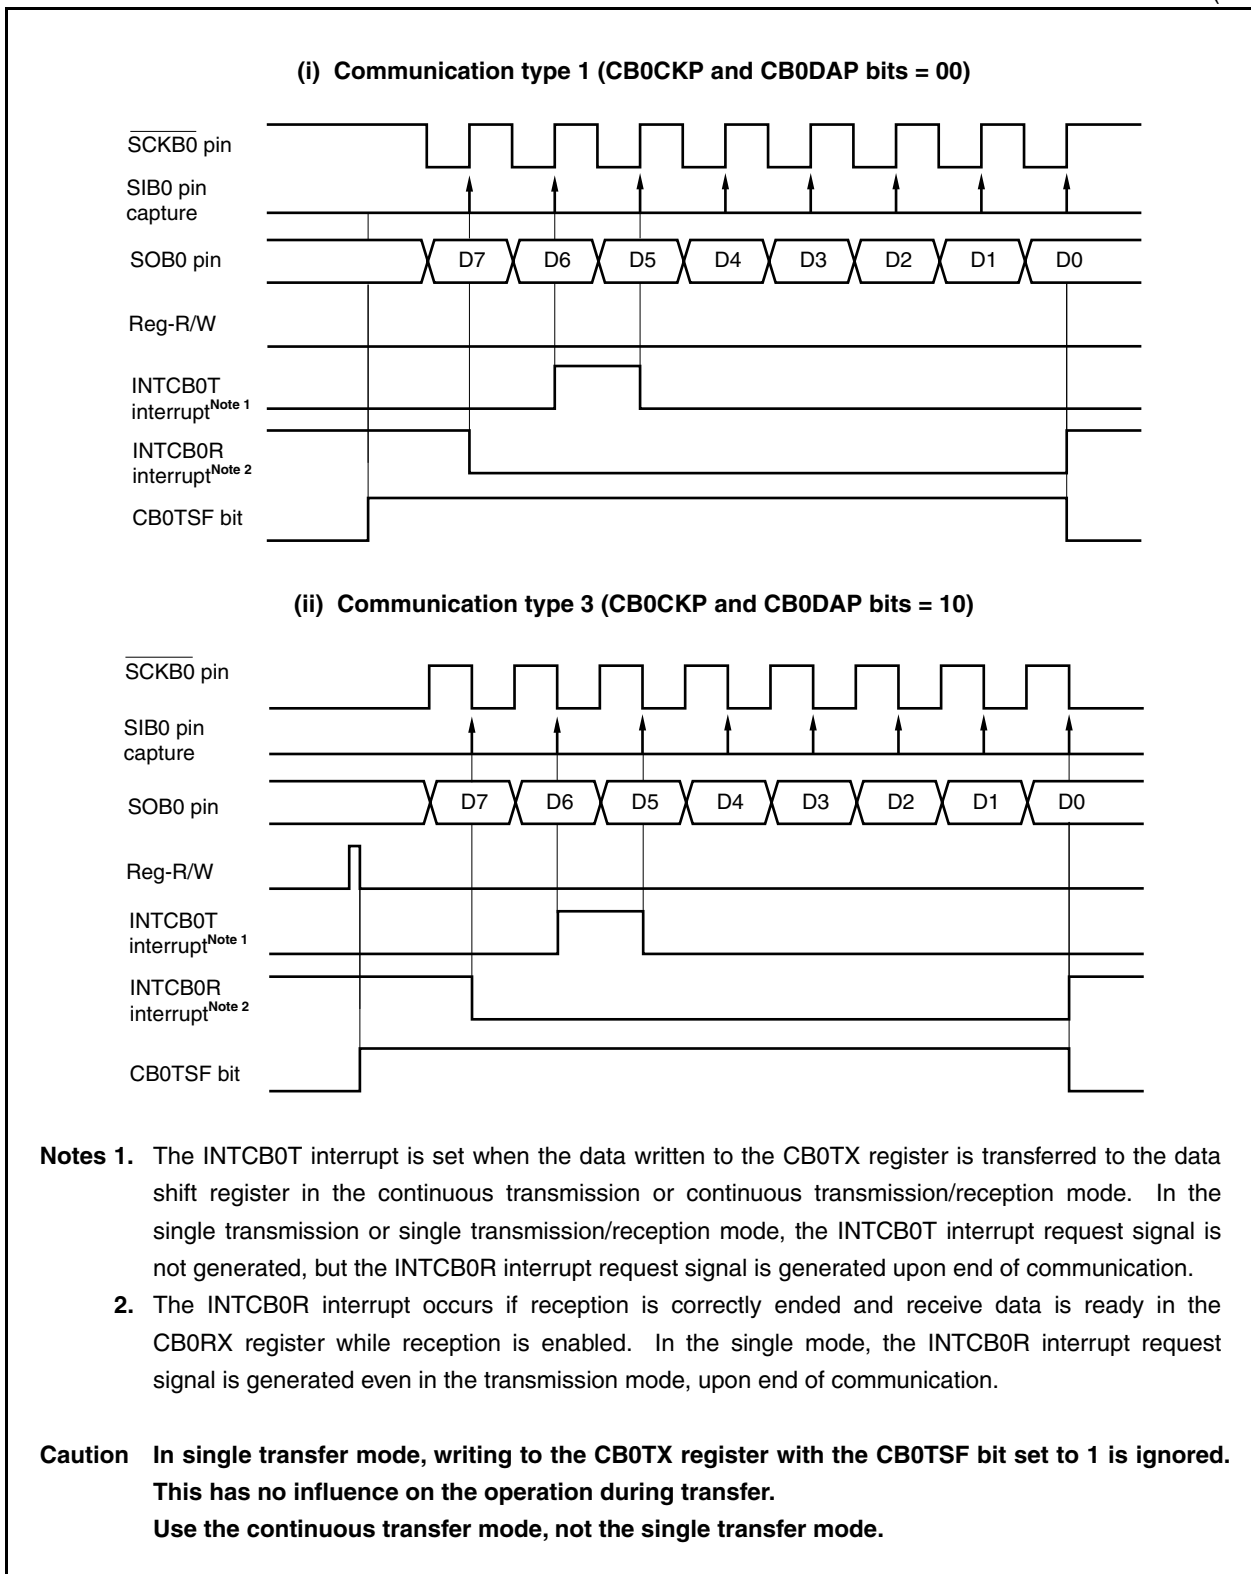 (i) Communication type 1 (CB0CKP and CB0DAP bits = 00)
SCKB0 pin
SIB0 pin
capture
SOB0 pin D7 D6 D5 D4 D3 D2 D1 D0
Reg-R/W
INTCB0T
interrupt Note 1
INTCB0R
interrupt Note 2
CB0TSF bit
(ii) Communication type 3 (CB0CKP and CB0DAP bits = 10)
SCKB0 pin
SIB0 pin
capture
SOB0 pin D7 D6 D5 D4 D3 D2 D1 D0
Reg-R/W
INTCB0T
interrupt Note 1
INTCB0R
interrupt Note 2
CB0TSF bit
Notes 1. The INTCB0T interrupt is set when the data written to the CB0TX register is transferred to the data
shift register in the continuous transmission or continuous transmission/reception mode. In the
single transmission or single transmission/reception mode, the INTCB0T interrupt request signal is
not generated, but the INTCB0R interrupt request signal is generated upon end of communication.
2. The INTCB0R interrupt occurs if reception is correctly ended and receive data is ready in the
CB0RX register while reception is enabled. In the single mode, the INTCB0R interrupt request
signal is generated even in the transmission mode, upon end of communication.
Caution In single transfer mode, writing to the CB0TX register with the CB0TSF bit set to 1 is ignored.
This has no influence on the operation during transfer.
Use the continuous transfer mode, not the single transfer mode.